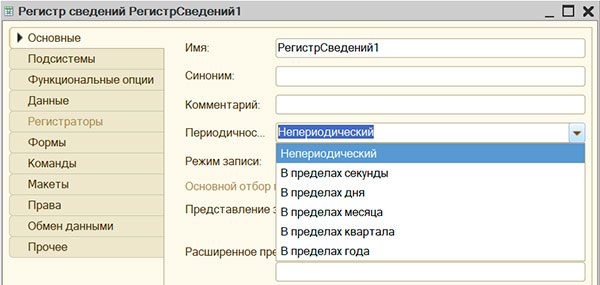 Регистр сведений РегистрСведений1
Основные
Подсистемы
Функциональные опции
Данные
Регистраторы
Формы
Команды
Макеты
Права
Обмен данными
Прочее
Имя: РегистрСведений1
Синоним:
Комментарий:
Периодичнос... Непериодический
Режим записи: Непериодический
В пределах секунды
Основной отбор
В пределах дня
Представление
В пределах месяца
В пределах квартала
Расширенное В пределах года